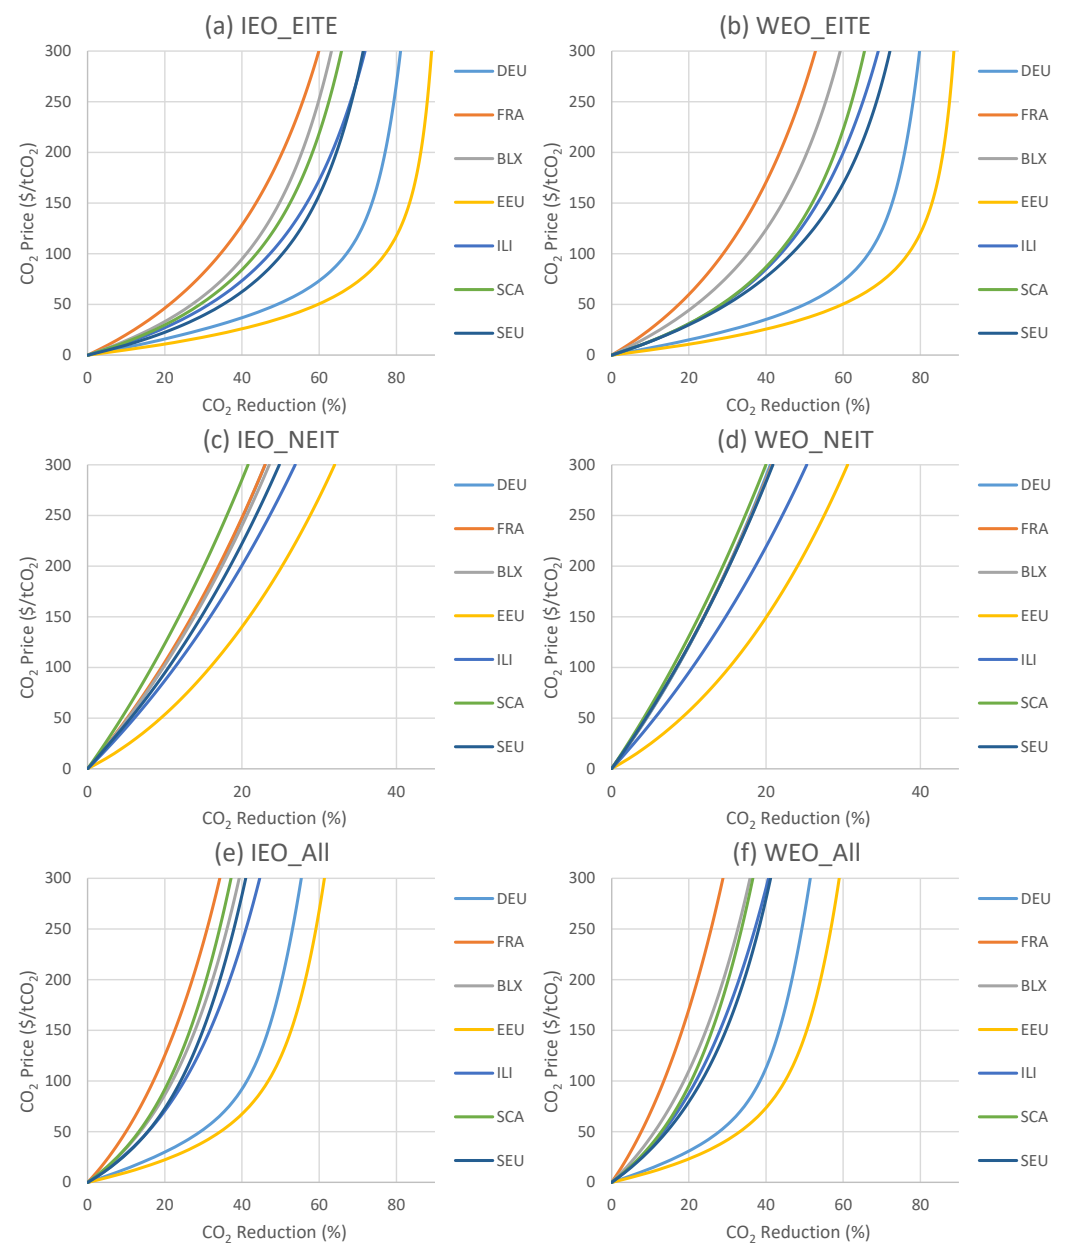 (a) IEO_EITE
CO₂ Price ($/tCO₂)
300
250
200
150
100
50
0
0 20 40 60 80
CO₂ Reduction (%)
DEU
FRA
BLX
EEU
ILI
SCA
SEU
(b) WEO_EITE
CO₂ Price ($/tCO₂)
300
250
200
150
100
50
0
0 20 40 60 80
CO₂ Reduction (%)
DEU
FRA
BLX
EEU
ILI
SCA
SEU
(c) IEO_NEIT
CO₂ Price ($/tCO₂)
300
250
200
150
100
50
0
0 20 40
CO₂ Reduction (%)
DEU
FRA
BLX
EEU
ILI
SCA
SEU
(d) WEO_NEIT
CO₂ Price ($/tCO₂)
300
250
200
150
100
50
0
0 20 40
CO₂ Reduction (%)
DEU
FRA
BLX
EEU
ILI
SCA
SEU
(e) IEO_All
CO₂ Price ($/tCO₂)
300
250
200
150
100
50
0
0 20 40 60 80
CO₂ Reduction (%)
DEU
FRA
BLX
EEU
ILI
SCA
SEU
(f) WEO_All
CO₂ Price ($/tCO₂)
300
250
200
150
100
50
0
0 20 40 60 80
CO₂ Reduction (%)
DEU
FRA
BLX
EEU
ILI
SCA
SEU